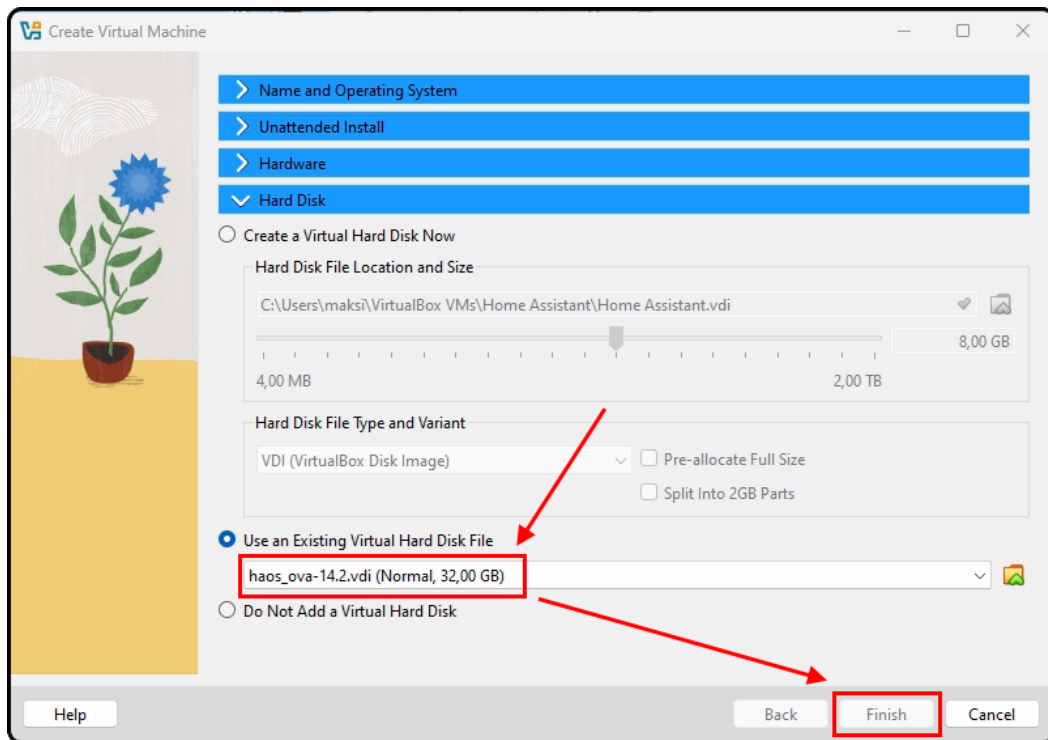 Create Virtual Machine
Name and Operating System
Unattended Install
Hardware
Hard Disk
Create a Virtual Hard Disk Now
Hard Disk File Location and Size
C:\Users\maksi\VirtualBox VMs\Home Assistant\Home Assistant.vdi
8,00 GB
4,00 MB 2,00 TB
Hard Disk File Type and Variant
VDI (VirtualBox Disk Image) Pre-allocate Full Size
Split Into 2GB Parts
Use an Existing Virtual Hard Disk File
haos_ova-14.2.vdi (Normal, 32,00 GB)
Do Not Add a Virtual Hard Disk
Help Back Finish Cancel